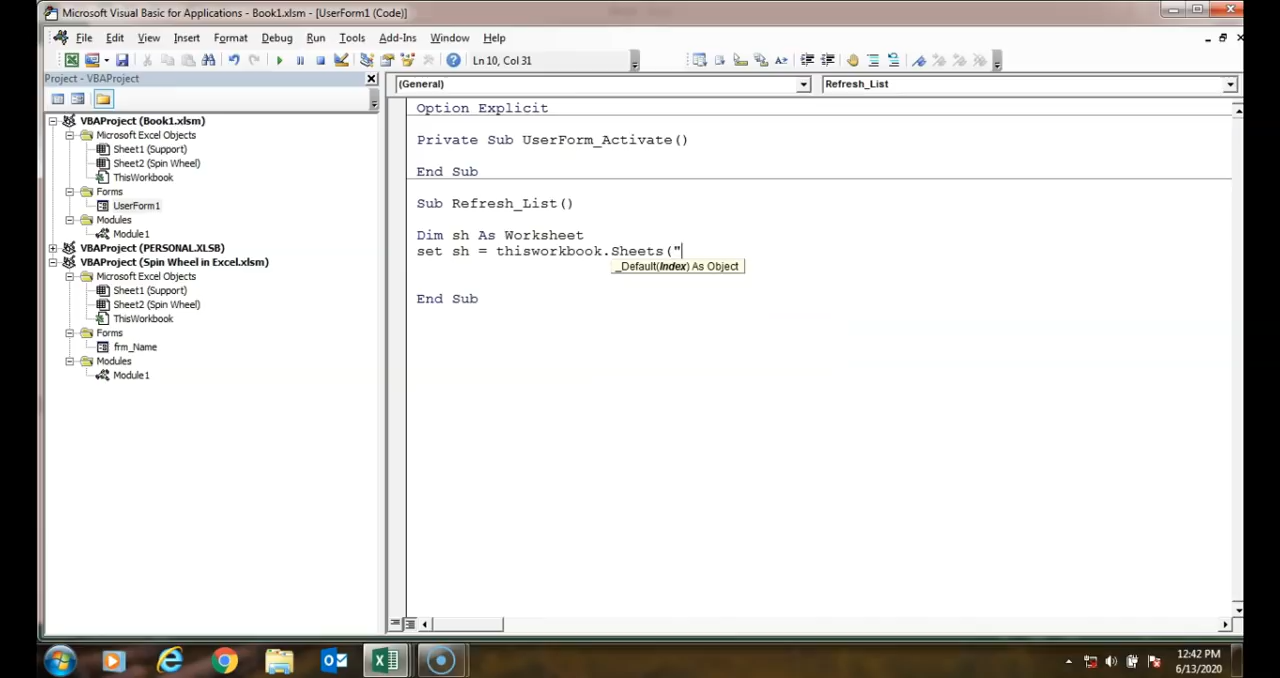 Microsoft Visual Basic for Applications - Book1.xlsm - [UserForm1 (Code)]
File Edit View Insert Format Debug Run Tools Add-Ins Window Help
Ln 10, Col 31
Project - VBAProject
(General) Refresh_List
VBAProject (Book1.xlsm)
Microsoft Excel Objects
Sheet1 (Support)
Sheet2 (Spin Wheel)
ThisWorkbook
Forms
UserForm1
Modules
Module1
VBAProject (PERSONAL.XLSB)
VBAProject (Spin Wheel in Excel.xlsm)
Microsoft Excel Objects
Sheet1 (Support)
Sheet2 (Spin Wheel)
ThisWorkbook
Forms
frm_Name
Modules
Module1
Option Explicit
Private Sub UserForm_Activate()
End Sub
Sub Refresh_List()
Dim sh As Worksheet
set sh = thisworkbook.Sheets("
_Default(Index) As Object
End Sub
12:42 PM
6/13/2020